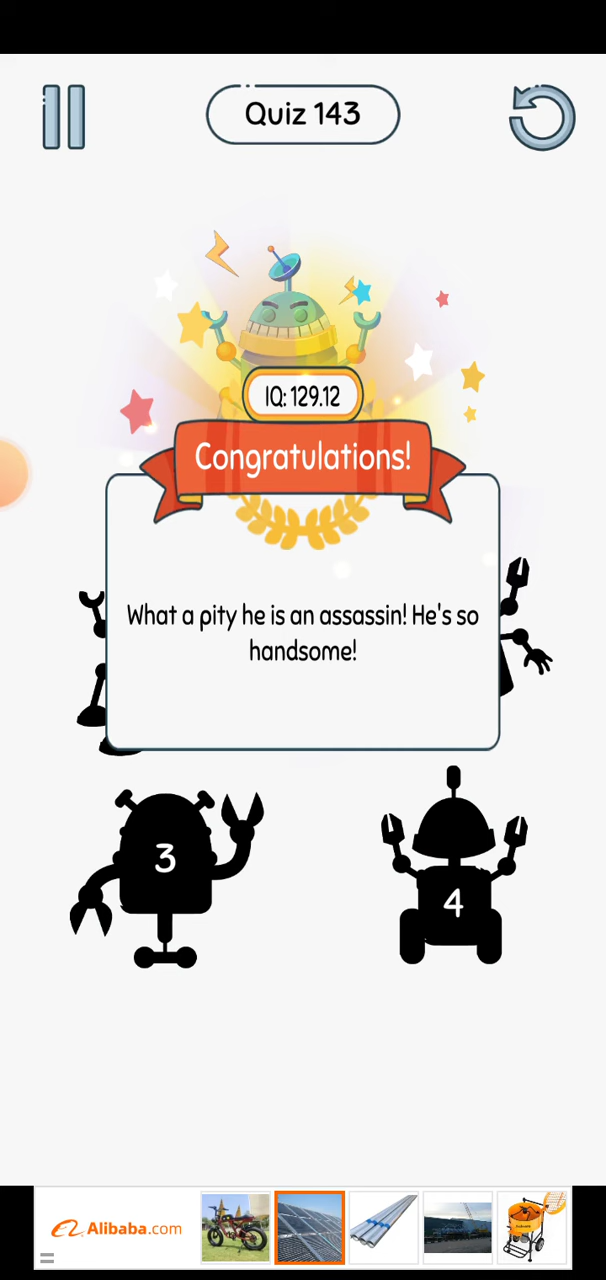 Quiz 143
IQ: 129.12
Congratulations!
What a pity he is an assassin! He's so
handsome!
3
4
Alibaba.com